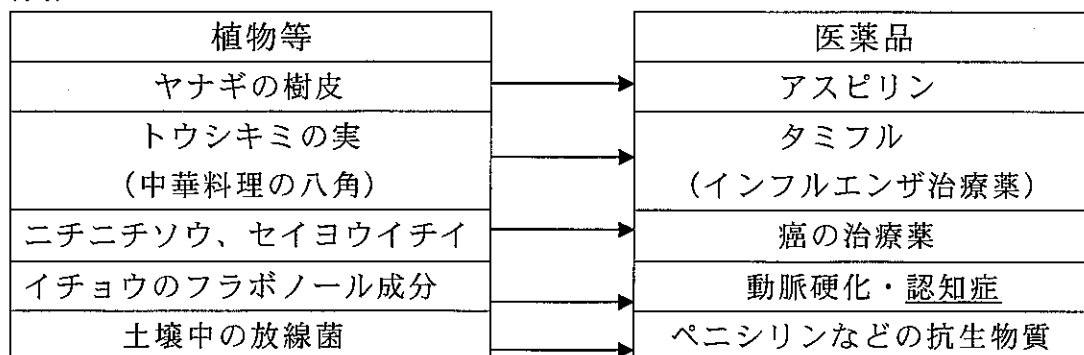 植物等 医薬品
ヤナギの樹皮 アスピリン
トウシキミの実 タミフル
(中華料理の八角) (インフルエンザ治療薬)
ニチニチソウ、セイヨウイチイ 癌の治療薬
イチョウのフラボノール成分 動脈硬化・認知症
土壌中の放線菌 ペニシリンなどの抗生物質